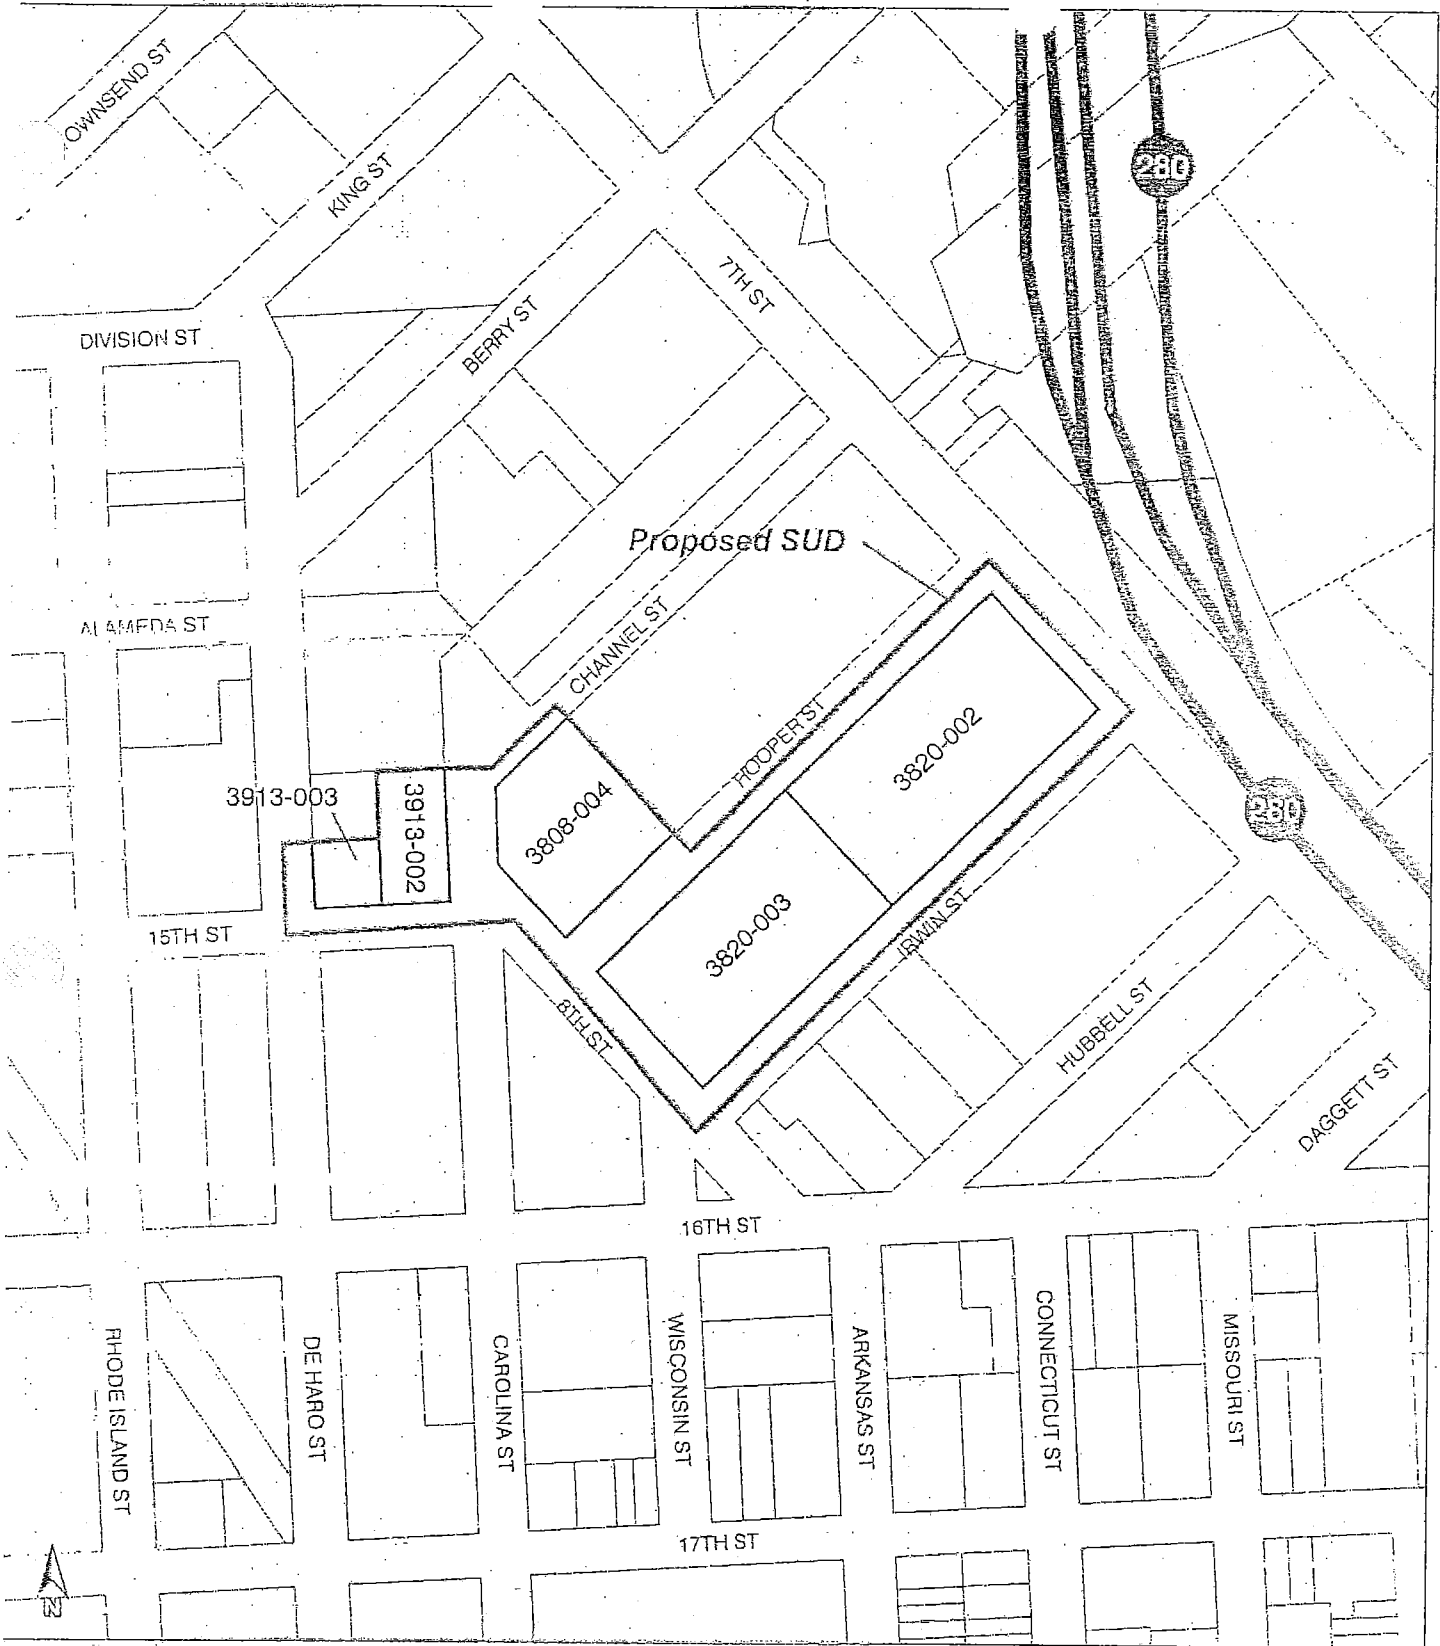 OWNSEND ST
KING ST
280
7TH ST
DIVISION ST
BERRY ST
Proposed SUD
ALAMEDA ST
CHANNEL ST
HOOPER ST
3820-002
3913-003
3913-002
3808-004
280
3820-003
IRWIN ST
15TH ST
8TH ST
HUBBELL ST
DAGGETT ST
16TH ST
RHODE ISLAND ST
DE HARO ST
CAROLINA ST
WISCONSIN ST
ARKANSAS ST
CONNECTICUT ST
MISSOURI ST
17TH ST
N